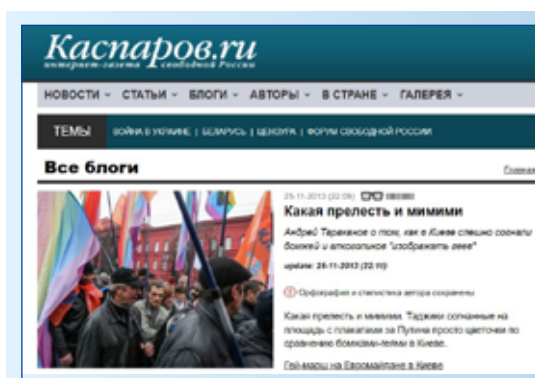 Каспаров.ru
интернет-газета свободной России
НОВОСТИ СТАТЬИ БЛОГИ АВТОРЫ В СТРАНЕ ГАЛЕРЕЯ
ТЕМЫ ВОЙНА В УКРАИНЕ | БЕЛАРУСЬ | ЦЕНЗУРА | ФОРУМ СВОБОДНОЙ РОССИИ
Все блоги
Главная
25-11-2013 (22:09)
Какая прелесть и мимими
Андрей Тараканов о том, как в Киеве спешно согнали
бомжей и алкоголиков "изображать геев"
update: 25-11-2013 (22:11)
Орфография и стилистика автора сохранены
Какая прелесть и мимими. Таджики согнанные на
площадь с плакатами за Путина просто цветочки по
сравнению бомжами-геями в Киеве.
Гей-марш на Евромайдане в Киеве